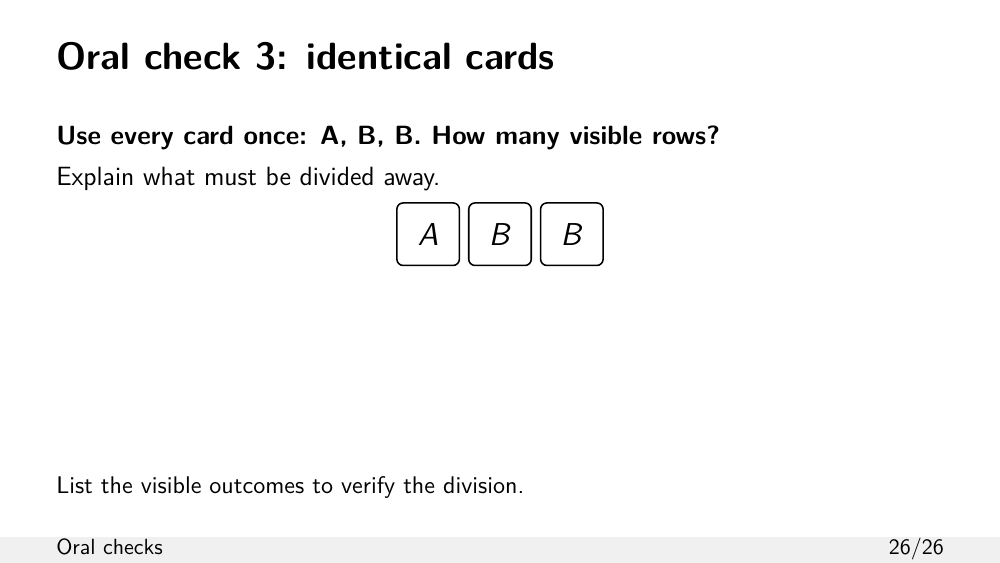 Oral check 3: identical cards
Use every card once: A, B, B. How many visible rows?
Explain what must be divided away.
A B B
List the visible outcomes to verify the division.
Oral checks 26/26